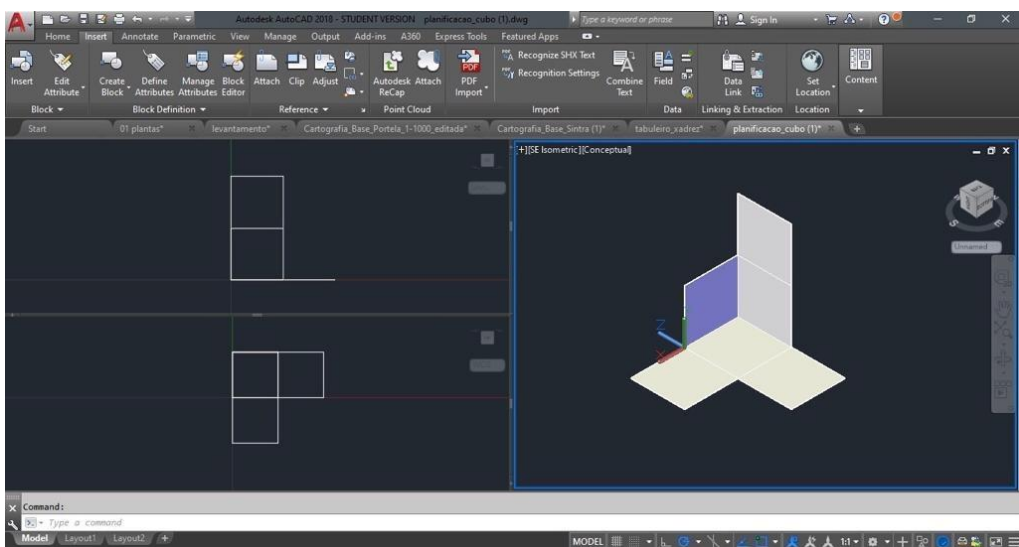 Autodesk AutoCAD 2018 - STUDENT VERSION planificacao_cubo (1).dwg
Type a keyword or phrase
Sign In
Home Insert Annotate Parametric View Manage Output Add-ins A360 Express Tools Featured Apps
Insert
Edit Attribute
Create Block
Define Attributes
Manage Attributes
Block Editor
Attach
Clip
Adjust
Autodesk ReCap
Attach
PDF Import
Recognize SHX Text
Recognition Settings
Combine Text
Field
Data Link
Set Location
Content
Block
Block Definition
Reference
Point Cloud
Import
Data
Linking & Extraction
Location
Start
01 plantas*
levantamento*
Cartografia_Base_Portela_1-1000_editada*
Cartografia_Base_Sintra (1)*
tabuleiro_xadrez*
planificacao_cubo (1)*
[+][SE Isometric][Conceptual]
Unnamed
Z
X
Command:
Type a command
Model Layout1 Layout2 +
MODEL
1:1